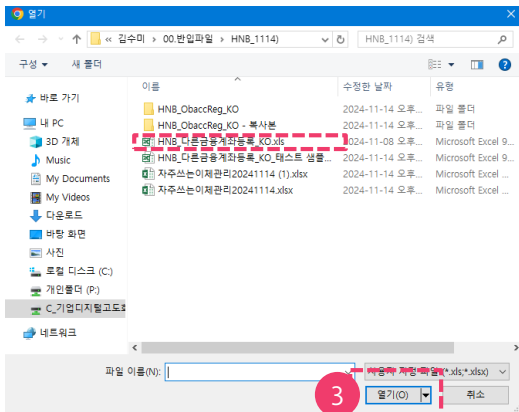 열기
« 김수미 › 00.반입파일 › HNB_1114)
HNB_1114) 검색
구성 새 폴더
이름 수정한 날짜 유형
바로 가기
내 PC
3D 개체
Music
My Documents
My Videos
다운로드
바탕 화면
사진
로컬 디스크 (C:)
개인폴더 (P:)
C_기업디지털고도화
네트워크
HNB_ObaccReg_KO 2024-11-14 오후... 파일 폴더
HNB_ObaccReg_KO - 복사본 2024-11-14 오후... 파일 폴더
HNB_다른금융계좌등록_KO.xls 2024-11-08 오후... Microsoft Excel 9...
HNB_다른금융계좌등록_KO_태스트 샘플... 2024-11-14 오후... Microsoft Excel 9...
자주쓰는이체관리20241114 (1).xlsx 2024-11-14 오후... Microsoft Excel ...
자주쓰는이체관리20241114.xlsx 2024-11-14 오후... Microsoft Excel ...
파일 이름(N): 사용자 지정 파일 (*.xls;*.xlsx)
3 열기(O) 취소